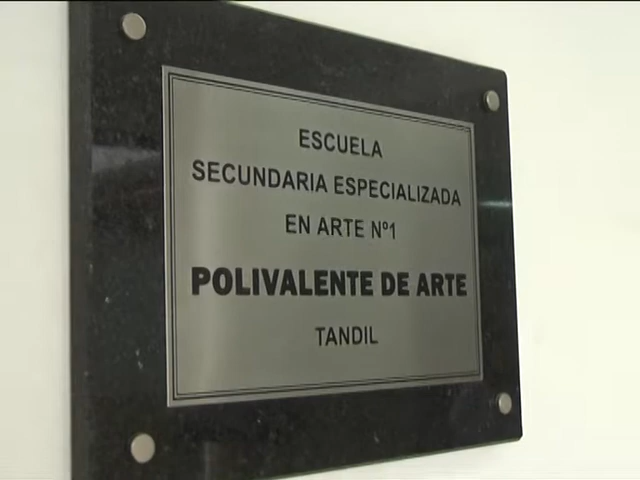 ESCUELA
SECUNDARIA ESPECIALIZADA
EN ARTE Nº1
POLIVALENTE DE ARTE
TANDIL